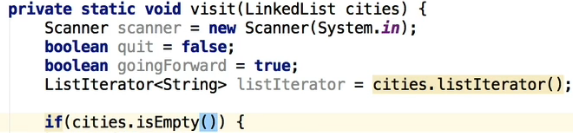 private static void visit(LinkedList cities) {
Scanner scanner = new Scanner(System.in);
boolean quit = false;
boolean goingForward = true;
ListIterator<String> listIterator = cities.listIterator();
if(cities.isEmpty()) {